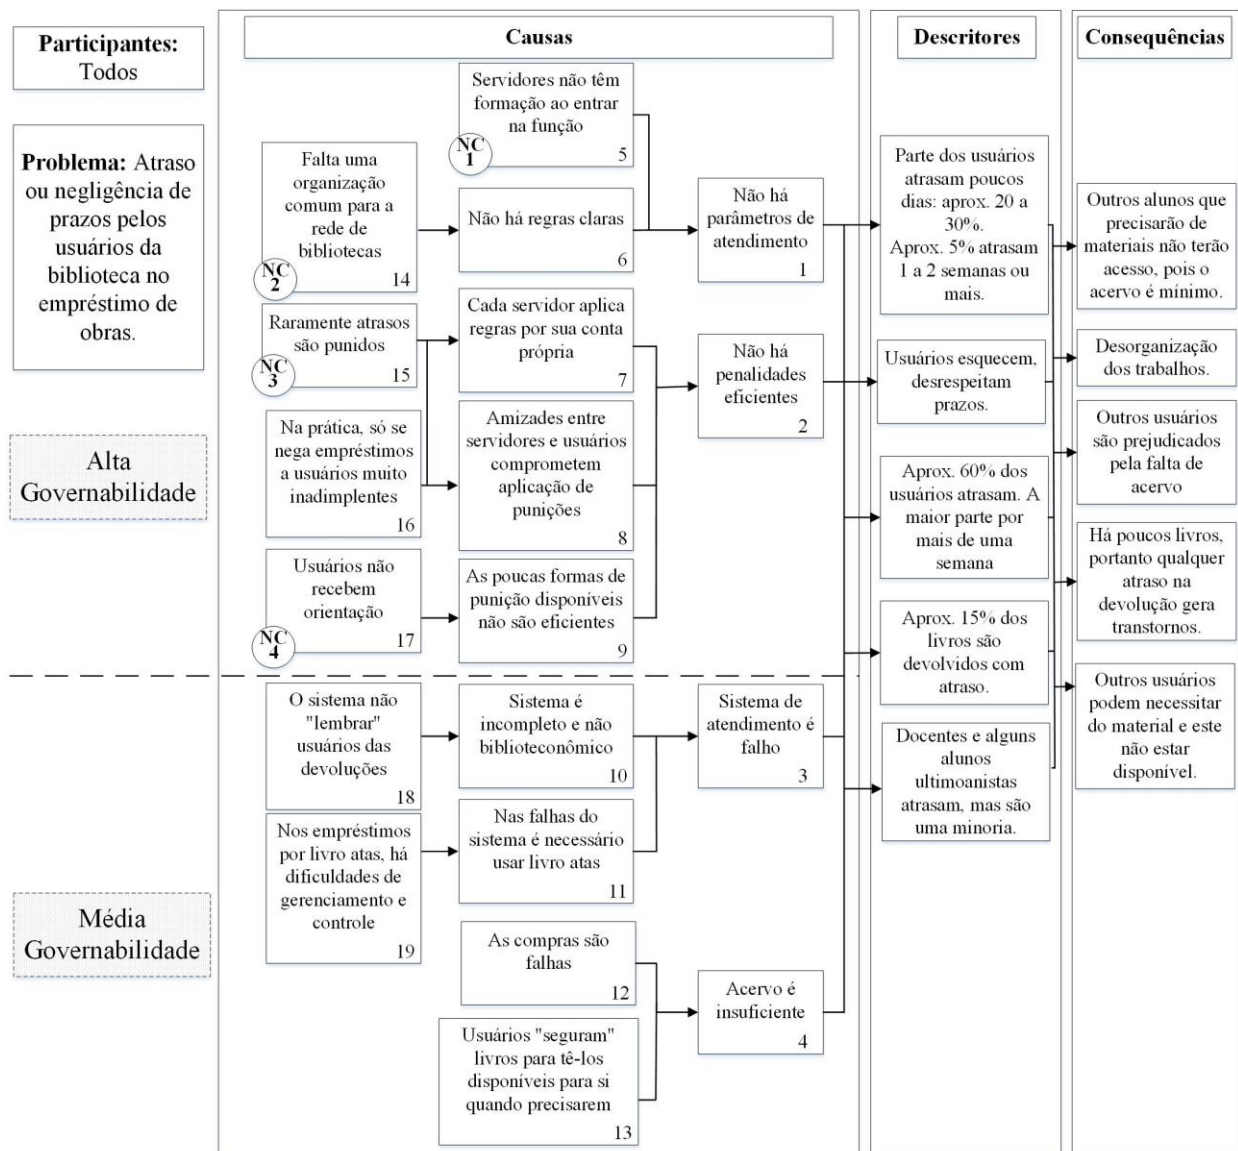 Participantes:
Todos
Problema: Atraso
ou negligência de
prazos pelos
usuários da
biblioteca no
empréstimo de
obras.
Alta
Governabilidade
Média
Governabilidade
Causas
Servidores não têm
formação ao entrar
na função
5
NC
1
Falta uma
organização
comum para a
rede de
bibliotecas
14
NC
2
Não há regras claras
6
Não há
parâmetros de
atendimento
1
Raramente atrasos
são punidos
15
NC
3
Cada servidor aplica
regras por sua conta
própria
7
Não há
penalidades
eficientes
2
Na prática, só se
nega empréstimos
a usuários muito
inadimplentes
16
Amizades entre
servidores e usuários
comprometem
aplicação de
punições
8
Usuários não
recebem
orientação
17
NC
4
As poucas formas de
punição disponíveis
não são eficientes
9
O sistema não
"lembrar"
usuários das
devoluções
18
Sistema é
incompleto e não
biblioteconômico
10
Sistema de
atendimento é
falho
3
Nos empréstimos
por livro atas, há
dificuldades de
gerenciamento e
controle
19
Nas falhas do
sistema é necessário
usar livro atas
11
As compras são
falhas
12
Acervo é
insuficiente
4
Usuários "seguram"
livros para tê-los
disponíveis para si
quando precisarem
13
Descritores
Parte dos usuários
atrasam poucos
dias: aprox. 20 a
30%.
Aprox. 5% atrasam
1 a 2 semanas ou
mais.
Usuários esquecem,
desrespeitam
prazos.
Aprox. 60% dos
usuários atrasam. A
maior parte por
mais de uma
semana
Aprox. 15% dos
livros são
devolvidos com
atraso.
Docentes e alguns
alunos
ultimoanistas
atrasam, mas são
uma minoria.
Consequências
Outros alunos que
precisarão de
materiais não terão
acesso, pois o
acervo é mínimo.
Desorganização
dos trabalhos.
Outros usuários
são prejudicados
pela falta de
acervo
Há poucos livros,
portanto qualquer
atraso na
devolução gera
transtornos.
Outros usuários
podem necessitar
do material e este
não estar
disponível.